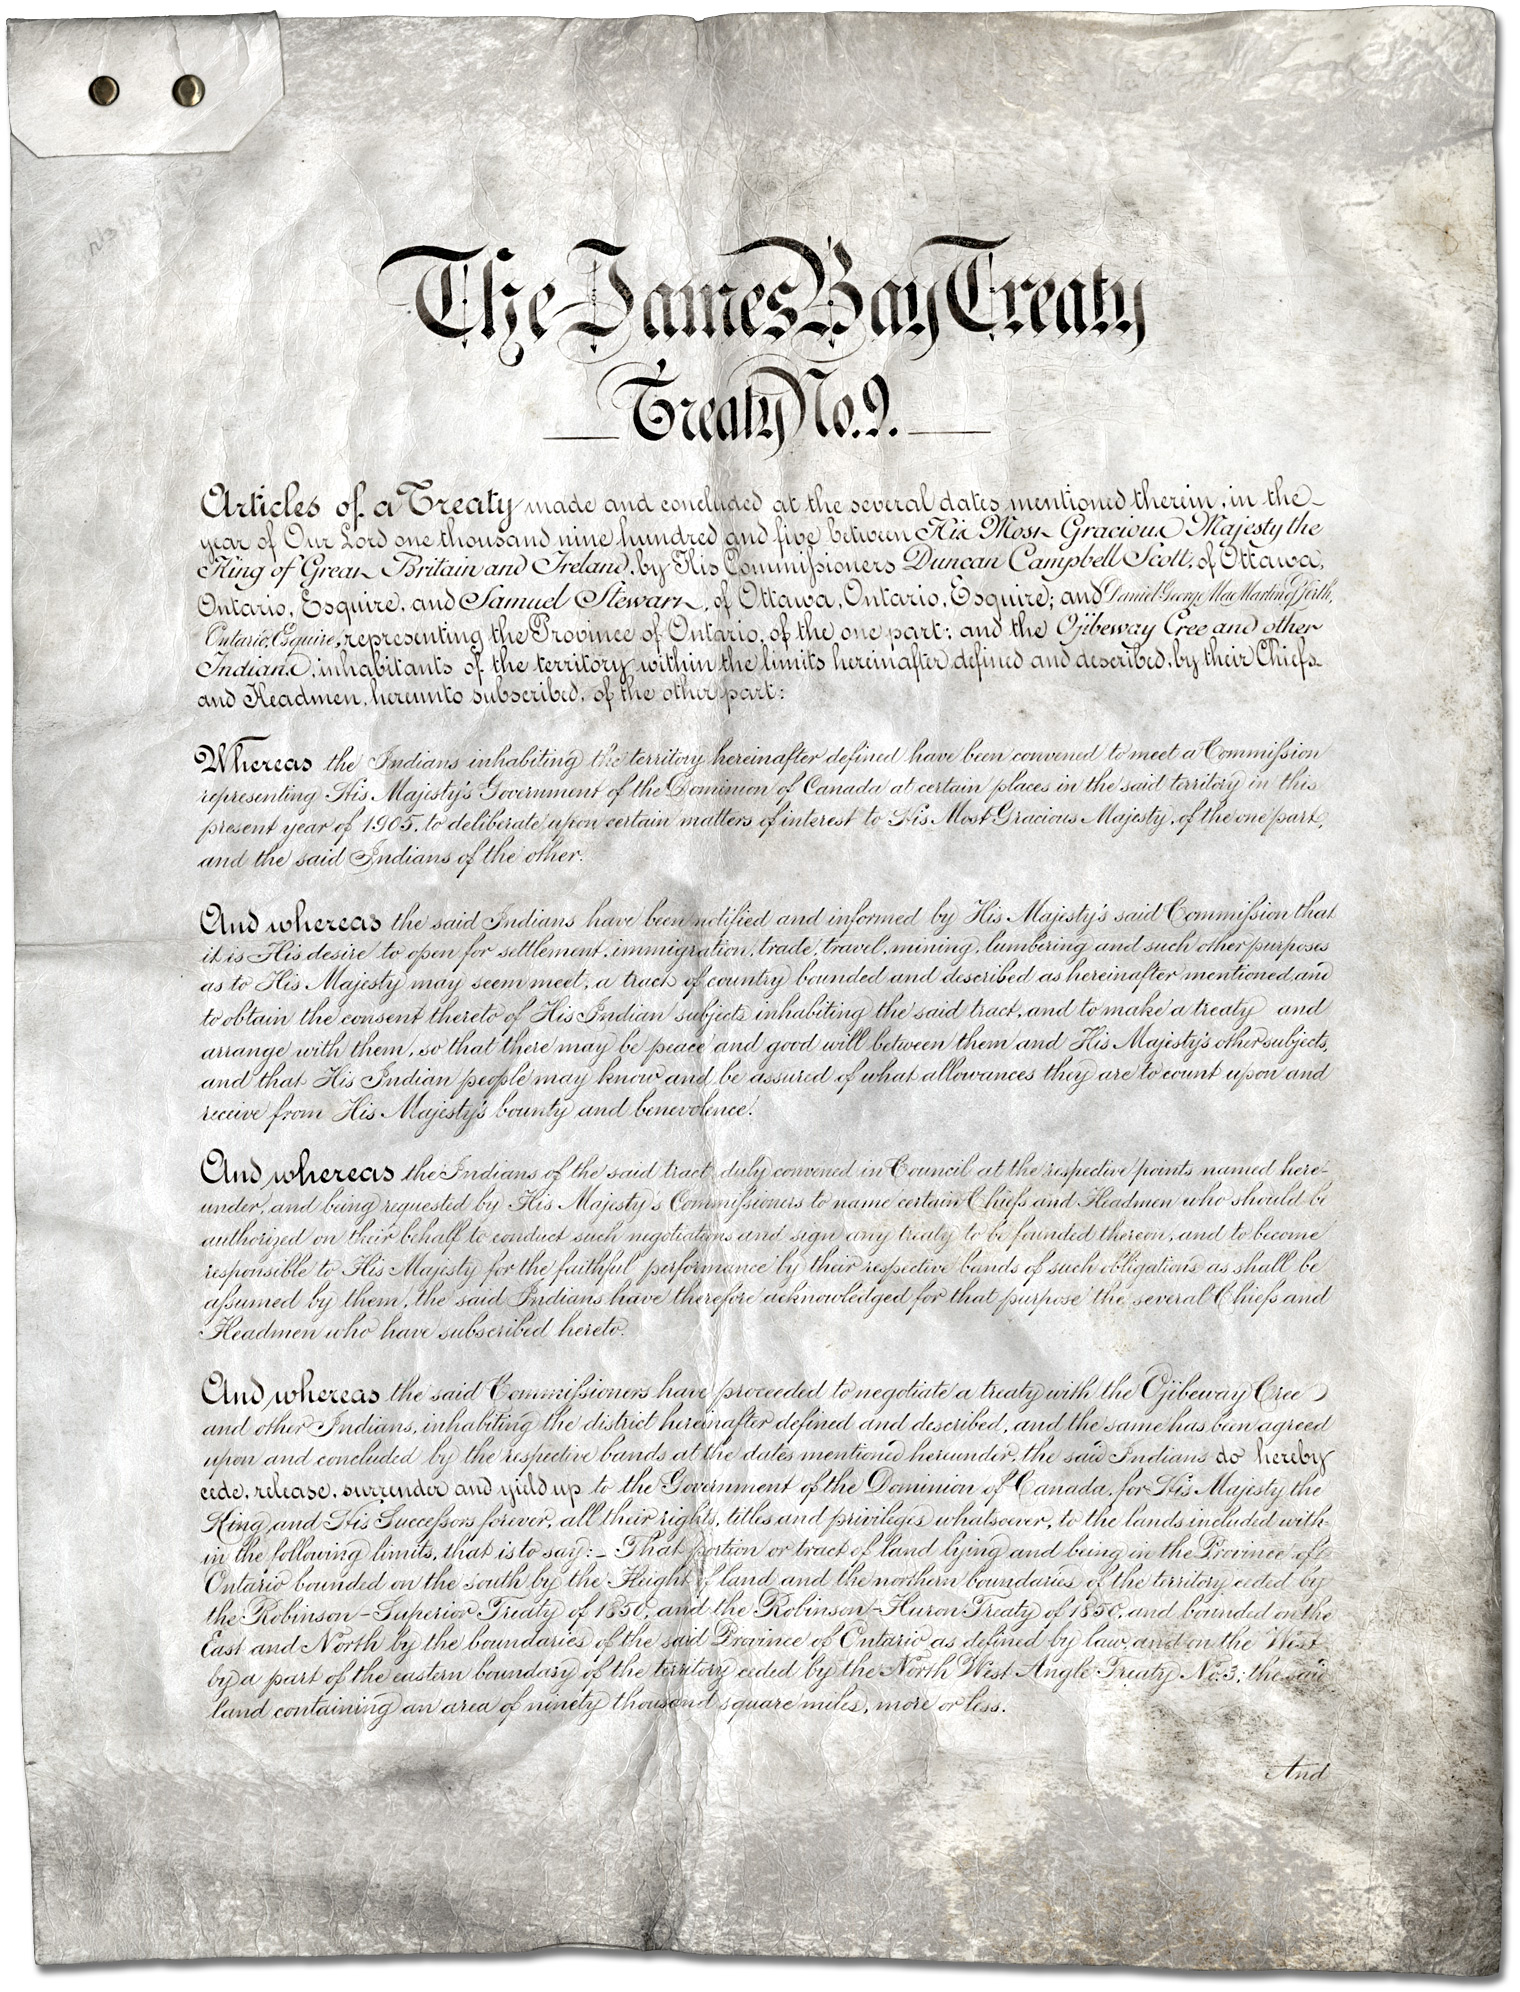 The James Bay Treaty
Treaty No. 9.
Articles of a Treaty made and concluded at the several dates mentioned therein, in the
year of Our Lord one thousand nine hundred and five between His Most Gracious Majesty the
King of Great Britain and Ireland, by His Commissioners Duncan Campbell Scott, of Ottawa,
Ontario, Esquire, and Samuel Stewart, of Ottawa, Ontario, Esquire; and Daniel George MacMartin of Perth,
Ontario, Esquire, representing the Province of Ontario, of the one part; and the Ojibeway Cree and other
Indians, inhabitants of the territory within the limits hereinafter defined and described, by their Chiefs
and Headmen, hereunto subscribed, of the other part:
Whereas the Indians inhabiting the territory hereinafter defined have been convened to meet a Commission
representing His Majesty's Government of the Dominion of Canada at certain places in the said territory in this
present year of 1905, to deliberate upon certain matters of interest to His Most Gracious Majesty, of the one part,
and the said Indians of the other.
And whereas the said Indians have been notified and informed by His Majesty's said Commission that
it is His desire to open for settlement, immigration, trade, travel, mining, lumbering and such other purposes
as to His Majesty may seem meet, a tract of country bounded and described as hereinafter mentioned, and
to obtain the consent thereto of His Indian subjects inhabiting the said tract, and to make a treaty and
arrange with them, so that there may be peace and good will between them and His Majesty's other subjects,
and that His Indian people may know and be assured of what allowances they are to count upon and
receive from His Majesty's bounty and benevolence.
And whereas the Indians of the said tract, duly convened in Council at the respective points named here-
under, and being requested by His Majesty's Commissioners to name certain Chiefs and Headmen who should be
authorized on their behalf to conduct such negotiations and sign any treaty to be founded thereon, and to become
responsible to His Majesty for the faithful performance by their respective bands of such obligations as shall be
assumed by them, the said Indians have therefore acknowledged for that purpose the several Chiefs and
Headmen who have subscribed hereto.
And whereas the said Commissioners have proceeded to negotiate a treaty with the Ojibeway Cree
and other Indians, inhabiting the district hereinafter defined and described, and the same has been agreed
upon and concluded by the respective bands at the dates mentioned hereunder, the said Indians do hereby
cede, release, surrender and yield up to the Government of the Dominion of Canada, for His Majesty the
King and His Successors forever, all their rights, titles and privileges whatsoever, to the lands included with-
in the following limits, that is to say:– That portion or tract of land lying and being in the Province of
Ontario bounded on the south by the Height of land and the northern boundaries of the territory ceded by
the Robinson-Superior Treaty of 1850, and the Robinson-Huron Treaty of 1850, and bounded on the
East and North by the boundaries of the said Province of Ontario as defined by law, and on the West
by a part of the eastern boundary of the territory ceded by the North West Angle Treaty No. 3; the said
land containing an area of ninety thousand square miles, more or less.
And